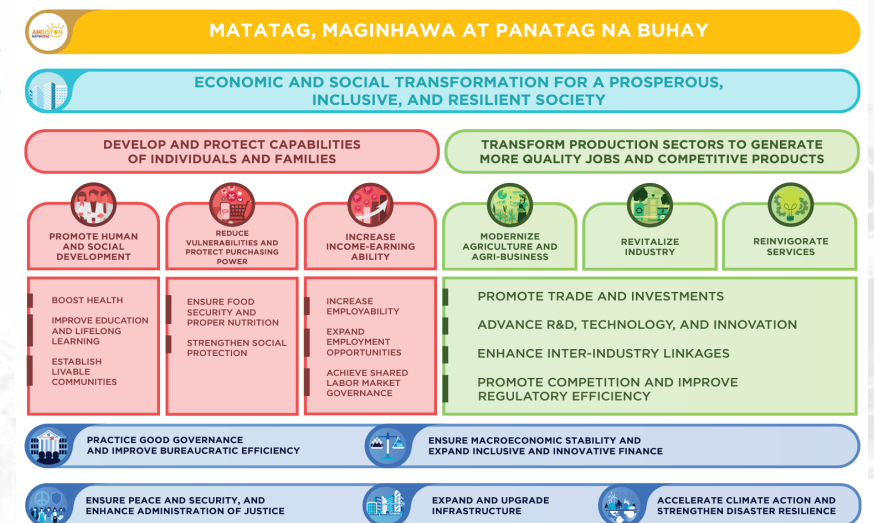 AMBISYON
NATIN 2040
MATATAG, MAGINHAWA AT PANATAG NA BUHAY
ECONOMIC AND SOCIAL TRANSFORMATION FOR A PROSPEROUS,
INCLUSIVE, AND RESILIENT SOCIETY
DEVELOP AND PROTECT CAPABILITIES
OF INDIVIDUALS AND FAMILIES
TRANSFORM PRODUCTION SECTORS TO GENERATE
MORE QUALITY JOBS AND COMPETITIVE PRODUCTS
PROMOTE HUMAN
AND SOCIAL
DEVELOPMENT
REDUCE
VULNERABILITIES AND
PROTECT PURCHASING
POWER
INCREASE
INCOME-EARNING
ABILITY
MODERNIZE
AGRICULTURE AND
AGRI-BUSINESS
REVITALIZE
INDUSTRY
REINVIGORATE
SERVICES
BOOST HEALTH
IMPROVE EDUCATION
AND LIFELONG
LEARNING
ESTABLISH
LIVABLE
COMMUNITIES
ENSURE FOOD
SECURITY AND
PROPER NUTRITION
STRENGTHEN SOCIAL
PROTECTION
INCREASE
EMPLOYABILITY
EXPAND
EMPLOYMENT
OPPORTUNITIES
ACHIEVE SHARED
LABOR MARKET
GOVERNANCE
PROMOTE TRADE AND INVESTMENTS
ADVANCE R&D, TECHNOLOGY, AND INNOVATION
ENHANCE INTER-INDUSTRY LINKAGES
PROMOTE COMPETITION AND IMPROVE
REGULATORY EFFICIENCY
PRACTICE GOOD GOVERNANCE
AND IMPROVE BUREAUCRATIC EFFICIENCY
ENSURE MACROECONOMIC STABILITY AND
EXPAND INCLUSIVE AND INNOVATIVE FINANCE
ENSURE PEACE AND SECURITY, AND
ENHANCE ADMINISTRATION OF JUSTICE
EXPAND AND UPGRADE
INFRASTRUCTURE
ACCELERATE CLIMATE ACTION AND
STRENGTHEN DISASTER RESILIENCE